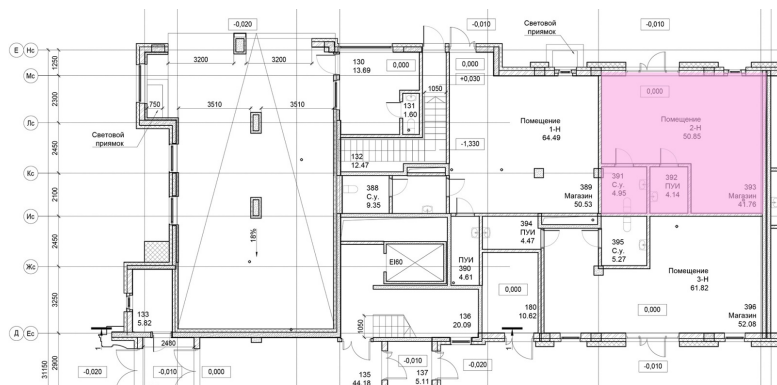 -0,020
-0,010
-0,010
Световой
приямок
Е
Нс
3200
3200
130
13.69
0,000
0,000
+0,030
1250
Мс
1050
0,000
2300
750
3510
3510
131
1.60
Помещение
1-Н
64.49
Помещение
2-Н
50.85
Лс
Световой
приямок
-1,330
2450
132
12.47
Кс
388
С.у.
9.35
389
Магазин
50.53
391
С.у.
4.95
392
ПУИ
4.14
393
Магазин
41.76
2100
Ис
18%
394
ПУИ
4.47
395
С.у.
5.27
2450
EI60
ПУИ
390
4.61
Помещение
3-Н
61.82
Жс
0,000
3250
133
5.82
1050
136
20.09
180
10.62
0,000
396
Магазин
52.08
Д
Ес
1
2480
1
31150
2900
-0,020
-0,010
0,000
135
44.18
-0,010
137
5.11
-0,020
-0,010